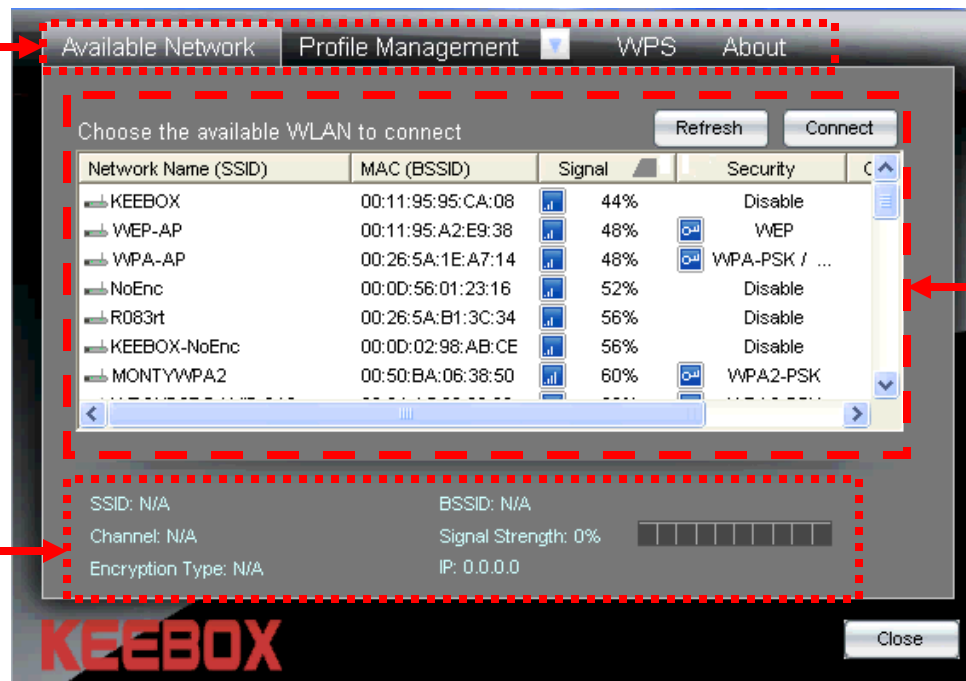 Available Network Profile Management WPS About
Choose the available WLAN to connect Refresh Connect
Network Name (SSID) MAC (BSSID) Signal Security
KEEBOX 00:11:95:95:CA:08 44% Disable
WEP-AP 00:11:95:A2:E9:38 48% WEP
WPA-AP 00:26:5A:1E:A7:14 48% WPA-PSK / ...
NoEnc 00:0D:56:01:23:16 52% Disable
R083rt 00:26:5A:B1:3C:34 56% Disable
KEEBOX-NoEnc 00:0D:02:98:AB:CE 56% Disable
MONTYWPA2 00:50:BA:06:38:50 60% WPA2-PSK
SSID: N/A BSSID: N/A
Channel: N/A Signal Strength: 0%
Encryption Type: N/A IP: 0.0.0.0
KEEBOX Close